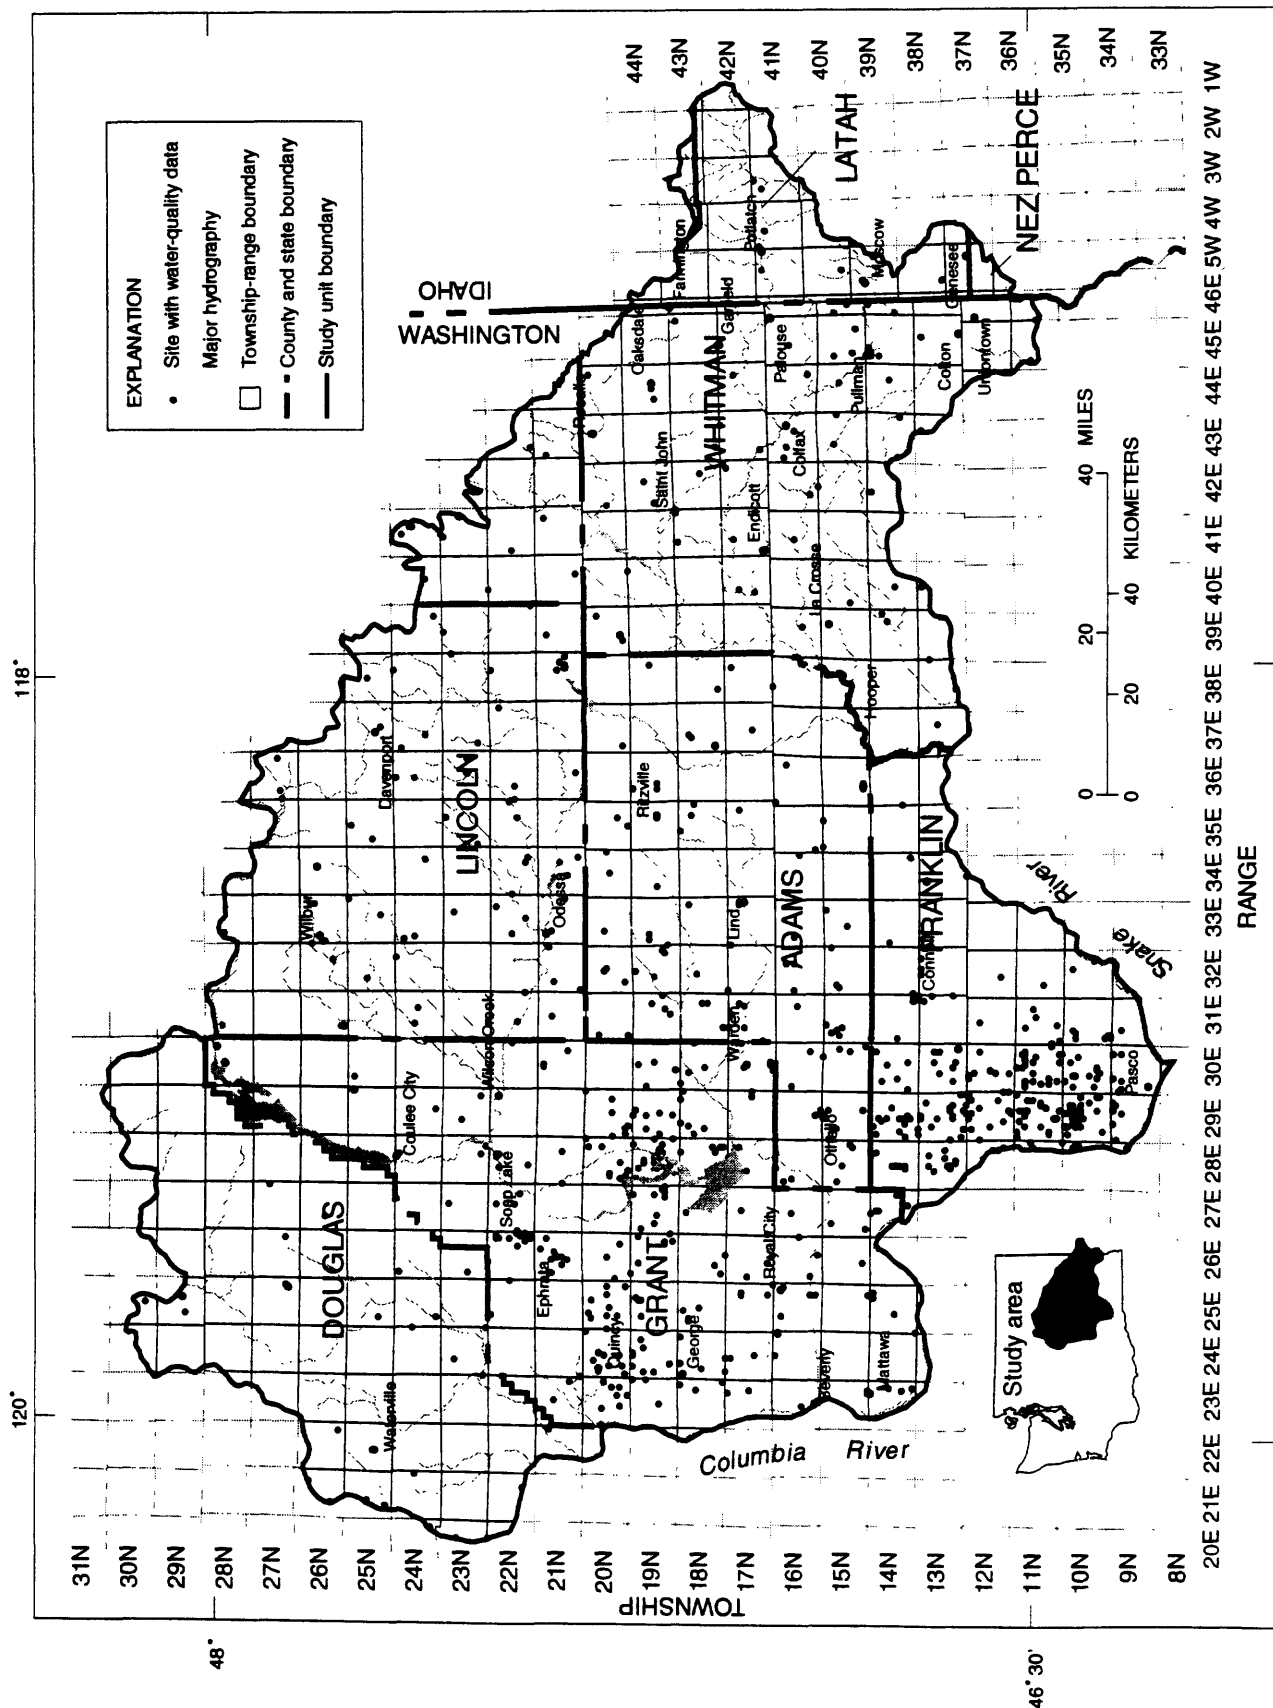 120°
118°
48°
46°30'
EXPLANATION
Site with water-quality data
Major hydrography
Township-range boundary
County and state boundary
Study unit boundary
WASHINGTON
IDAHO
TOWNSHIP
31N
30N
29N
28N
27N
26N
25N
24N
23N
22N
21N
20N
19N
18N
17N
16N
15N
14N
13N
12N
11N
10N
9N
8N
44N
43N
42N
41N
40N
39N
38N
37N
36N
35N
34N
33N
DOUGLAS
Waterville
Coulee City
LINCOLN
Wilbur
Davenport
Wilson Creek
Odessa
GRANT
Soap Lake
Ephrata
Quincy
George
Royal City
Beverly
Mattawa
Warden
ADAMS
Ritzville
Lind
Othello
Hooper
FRANKLIN
Connell
Pasco
WHITMAN
Rosalia
Oaksdale
Farmington
Garfield
Saint John
Endicott
Colfax
Palouse
Pullman
La Crosse
Colton
Uniontown
LATAH
Potlatch
Moscow
Genesee
NEZ PERCE
Columbia River
Snake River
Study area
0 20 40 MILES
0 20 40 KILOMETERS
20E 21E 22E 23E 24E 25E 26E 27E 28E 29E 30E 31E 32E 33E 34E 35E 36E 37E 38E 39E 40E 41E 42E 43E 44E 45E 46E 5W 4W 3W 2W 1W
RANGE